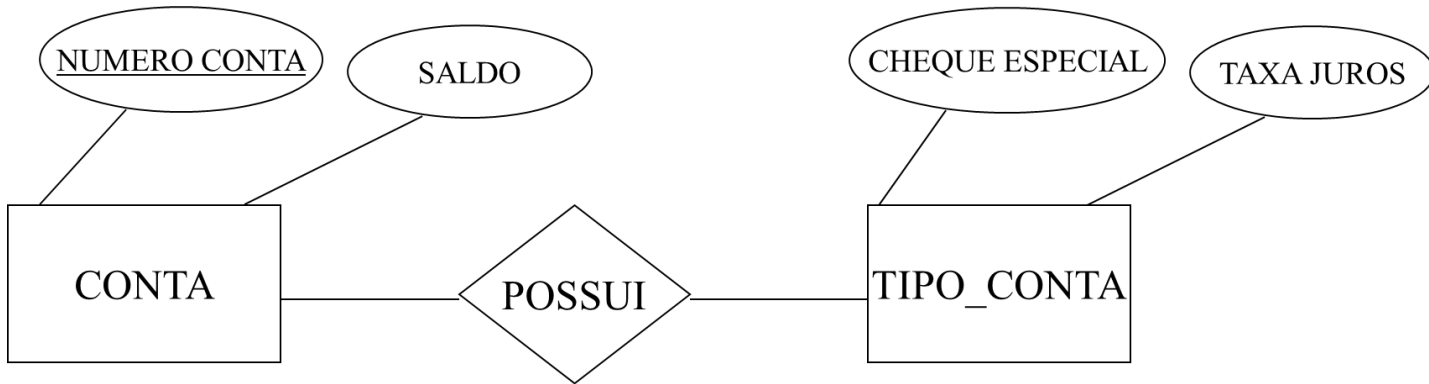 NUMERO CONTA
SALDO
CHEQUE ESPECIAL
TAXA JUROS
CONTA
POSSUI
TIPO_CONTA